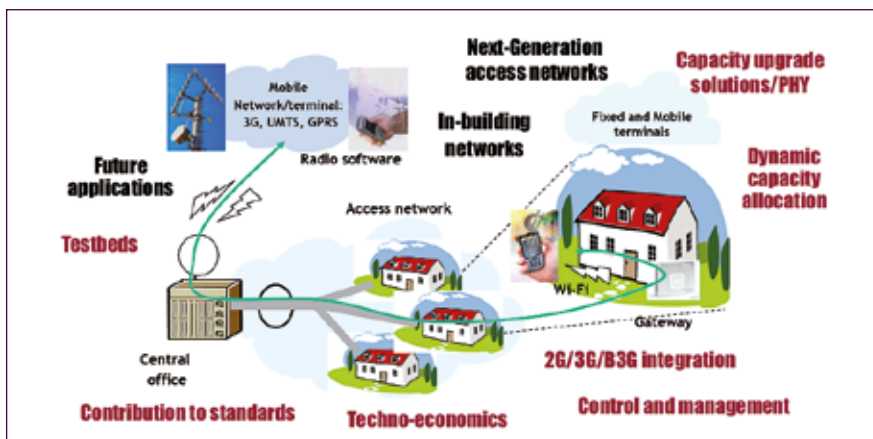 Next-Generation
access networks
Capacity upgrade
solutions/PHY
Mobile
Network/terminal:
3G, UMTS, GPRS
Fixed and Mobile
terminals
In-building
networks
Radio software
Future
applications
Dynamic
capacity
allocation
Access network
Testbeds
Wi-Fi
Gateway
Central
office
2G/3G/B3G integration
Contribution to standards
Techno-economics
Control and management